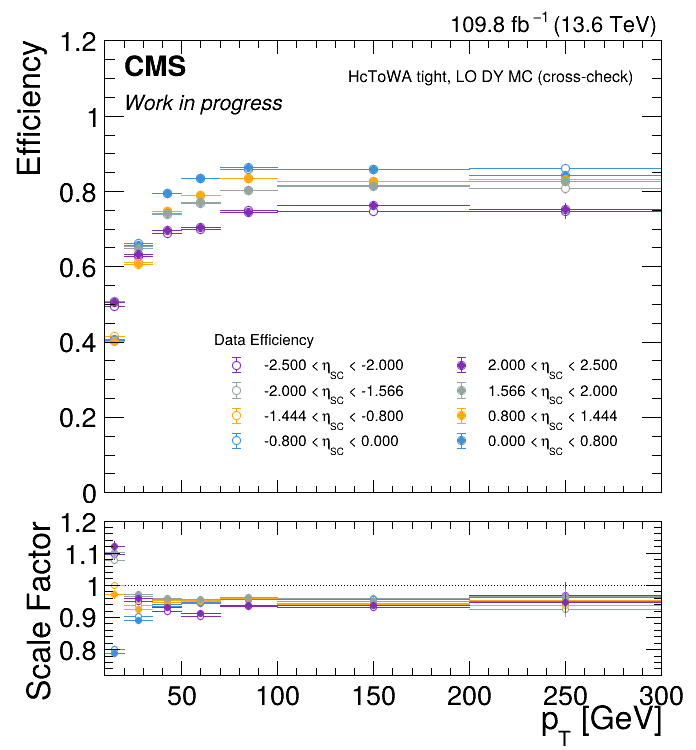 109.8 fb⁻¹ (13.6 TeV)
CMS
HcToWA tight, LO DY MC (cross-check)
Work in progress
Efficiency
1.2
1
0.8
0.6
0.4
0.2
0
Data Efficiency
-2.500 < η_SC < -2.000
2.000 < η_SC < 2.500
-2.000 < η_SC < -1.566
1.566 < η_SC < 2.000
-1.444 < η_SC < -0.800
0.800 < η_SC < 1.444
-0.800 < η_SC < 0.000
0.000 < η_SC < 0.800
Scale Factor
1.2
1.1
1
0.9
0.8
50 100 150 200 250 300
p_T [GeV]